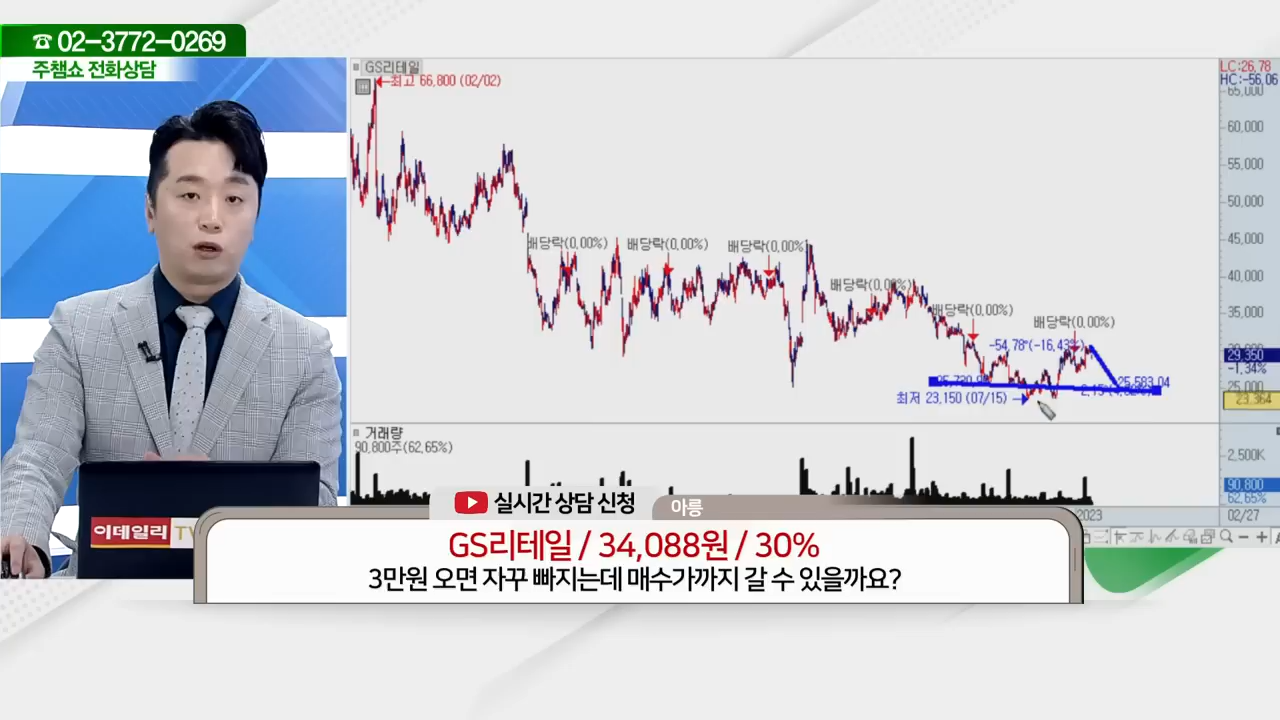 ☎ 02-3772-0269
주챔쇼 전화상담
GS리테일
최고 66,800 (02/02)
LC:26,78
HC:-56,06
65,000
60,000
55,000
50,000
45,000
40,000
35,000
29,350
-1,34%
25,000
23,364
배당락(0,00%)
배당락(0,00%)
배당락(0,00%)
배당락(0,00%)
배당락(0,00%)
배당락(0,00%)
-54,78°(-16,43%)
25,583,04
최저 23,150 (07/15)
거래량
90,800주(62,65%)
2,500K
90,800
62,65%
2023
02/27
이데일리 TV
실시간 상담 신청
아릉
GS리테일 / 34,088원 / 30%
3만원 오면 자꾸 빠지는데 매수가까지 갈 수 있을까요?